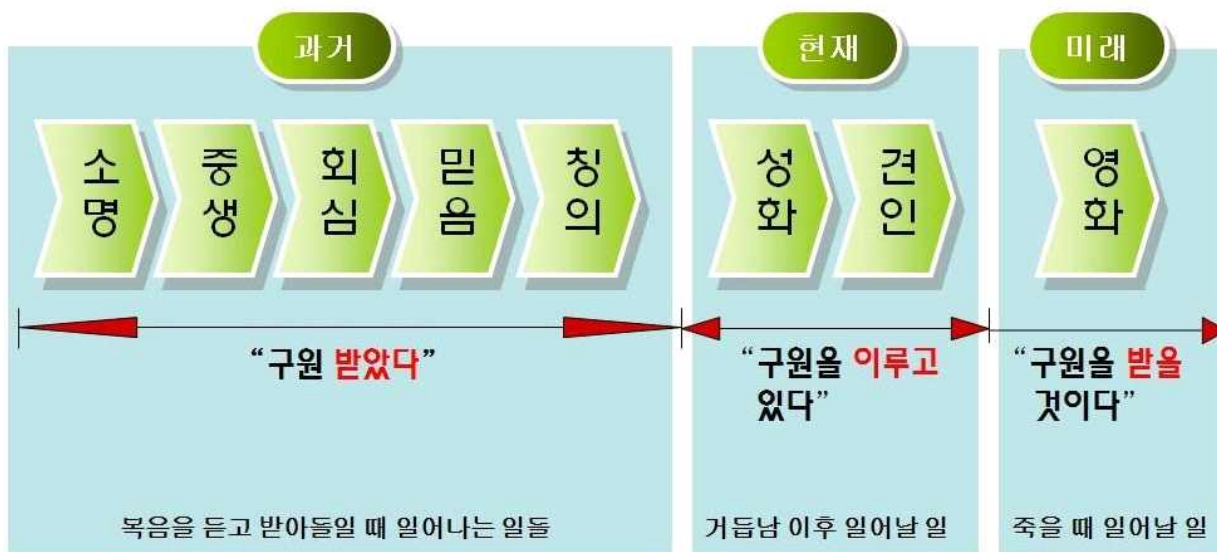 과거
현재
미래
소명
중생
회심
믿음
칭의
성화
견인
영화
“구원 받았다”
“구원을 이루고
있다”
“구원을 받을
것이다”
복음을 듣고 받아들일 때 일어나는 일들
거듭남 이후 일어날 일
죽을 때 일어날 일